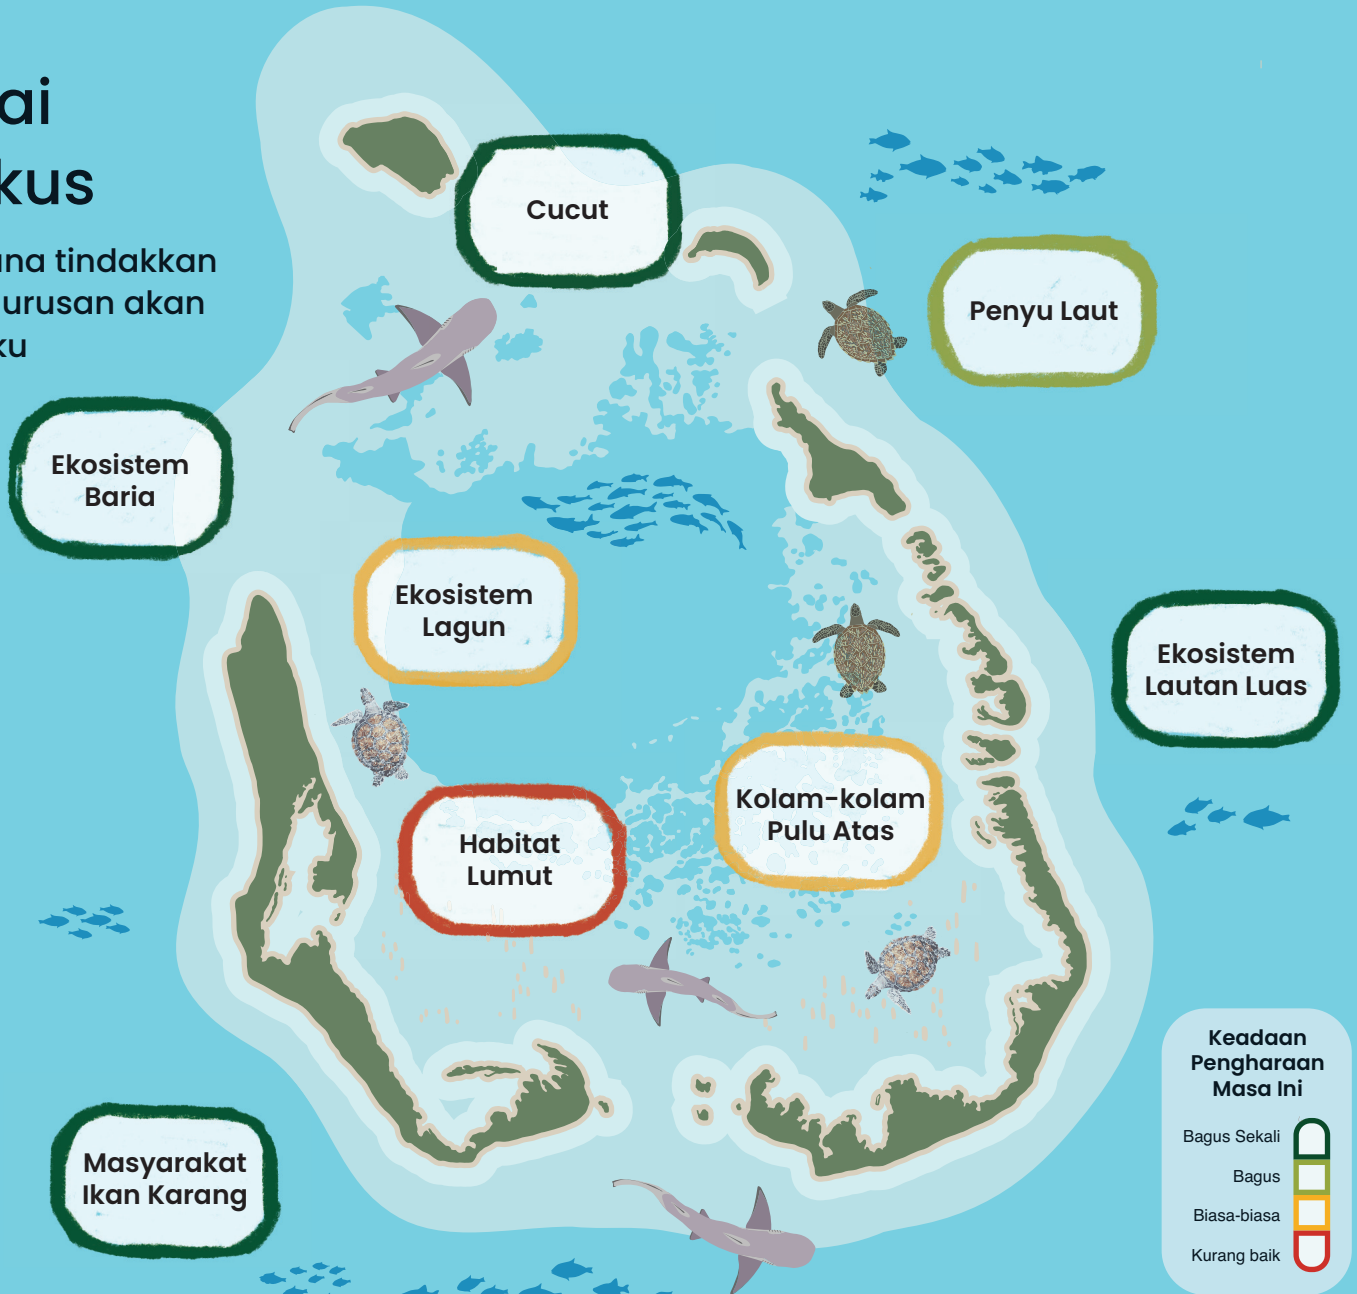 ai
kus
ana tindakkan
urusan akan
ku
Cucut
Penyu Laut
Ekosistem
Baria
Ekosistem
Lagun
Ekosistem
Lautan Luas
Kolam-kolam
Pulu Atas
Habitat
Lumut
Masyarakat
Ikan Karang
Keadaan
Pengharaan
Masa Ini
Bagus Sekali
Bagus
Biasa-biasa
Kurang baik